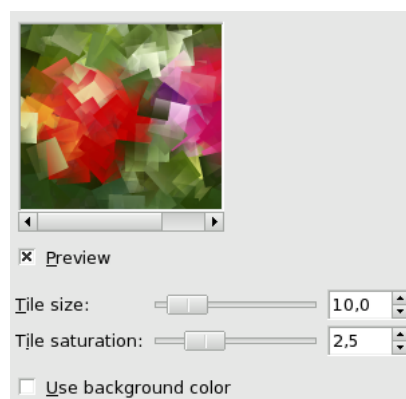 Preview
Tile size: 10,0
Tile saturation: 2,5
Use background color